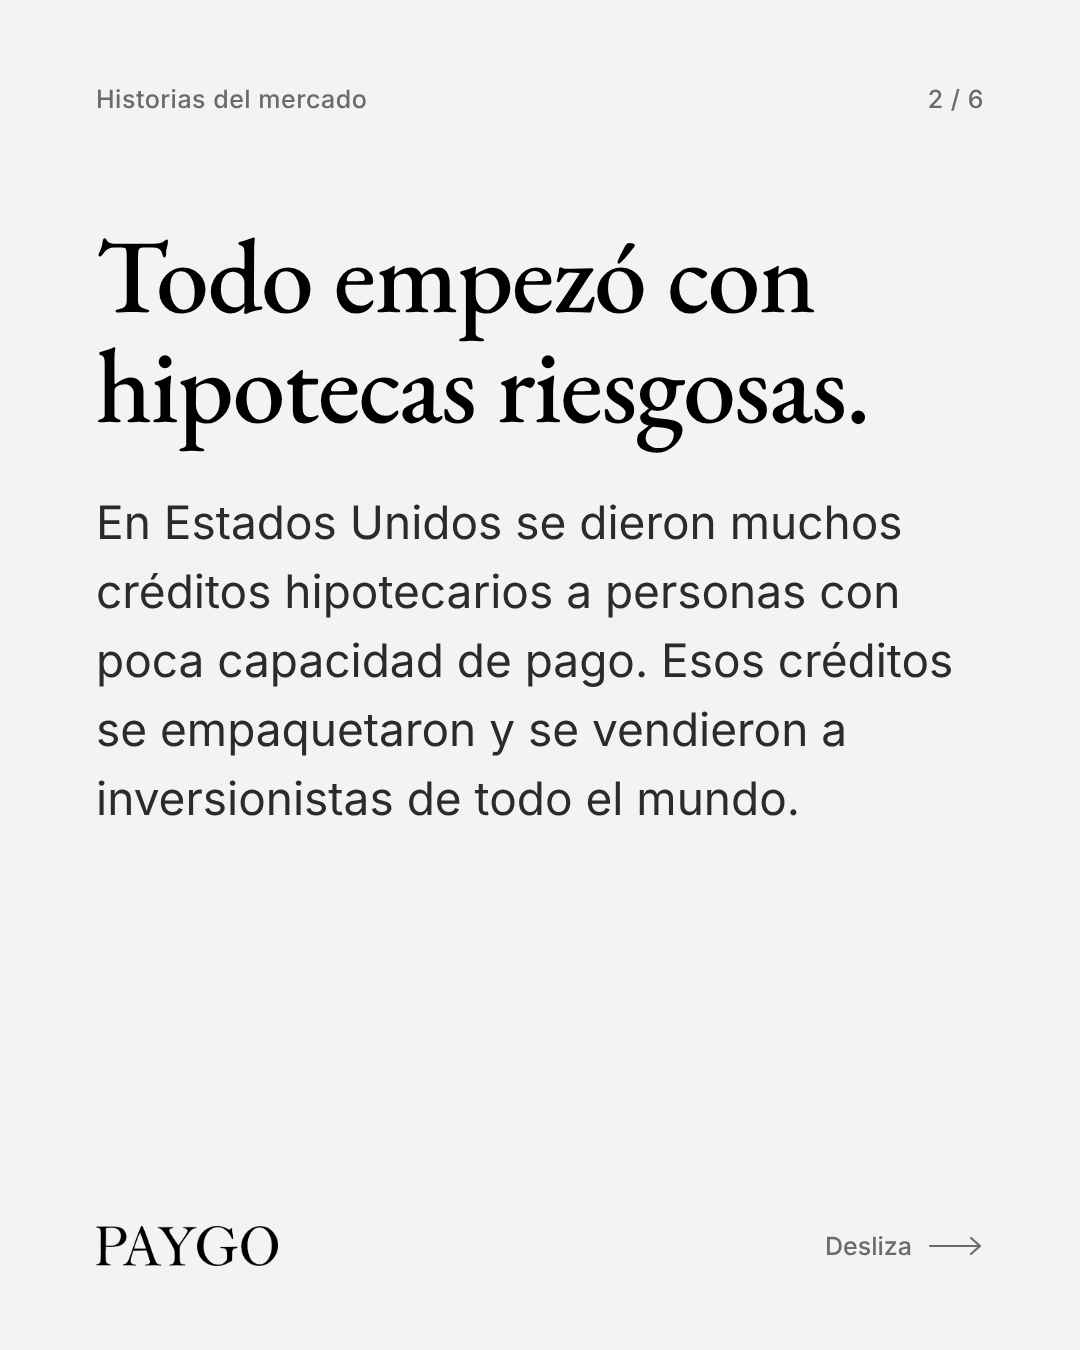 Historias del mercado
2 / 6
Todo empezó con
hipotecas riesgosas.
En Estados Unidos se dieron muchos
créditos hipotecarios a personas con
poca capacidad de pago. Esos créditos
se empaquetaron y se vendieron a
inversionistas de todo el mundo.
PAYGO
Desliza